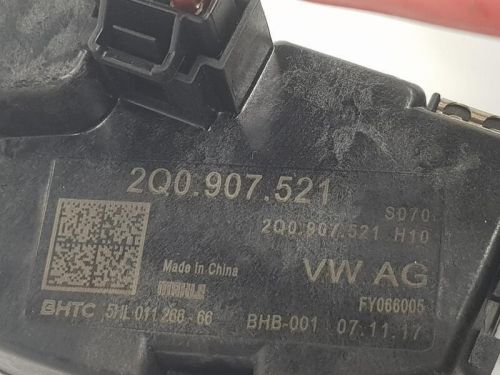 2Q0.907.521
S070.
2Q0.907.521 H10
Made in China
MAHLE
VW AG
FY066005
BHTC 5HL 011 268-66 BHB-001 07.11.17